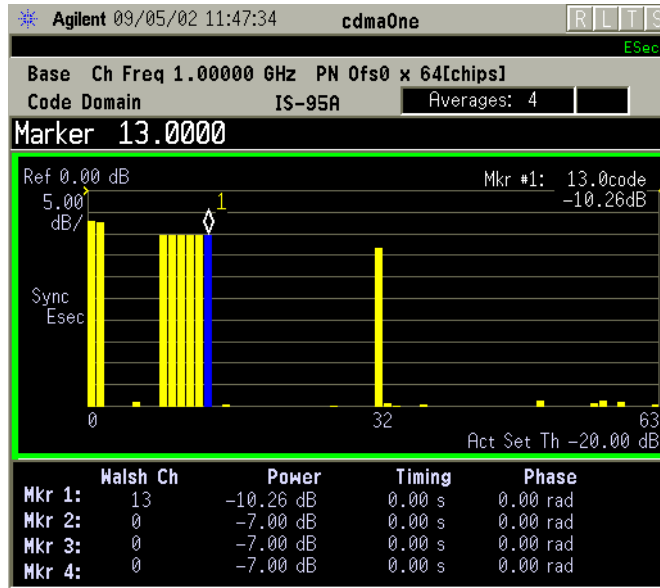 Agilent 09/05/02 11:47:34 cdmaOne R L T S
ESec
Base Ch Freq 1.00000 GHz PN Ofs0 x 64[chips]
Code Domain IS-95A Averages: 4
Marker 13.0000
Ref 0.00 dB Mkr #1: 13.0code
5.00 1 -10.26dB
dB/
Sync
Esec
0 32 63
Act Set Th -20.00 dB
Walsh Ch Power Timing Phase
Mkr 1: 13 -10.26 dB 0.00 s 0.00 rad
Mkr 2: 0 -7.00 dB 0.00 s 0.00 rad
Mkr 3: 0 -7.00 dB 0.00 s 0.00 rad
Mkr 4: 0 -7.00 dB 0.00 s 0.00 rad